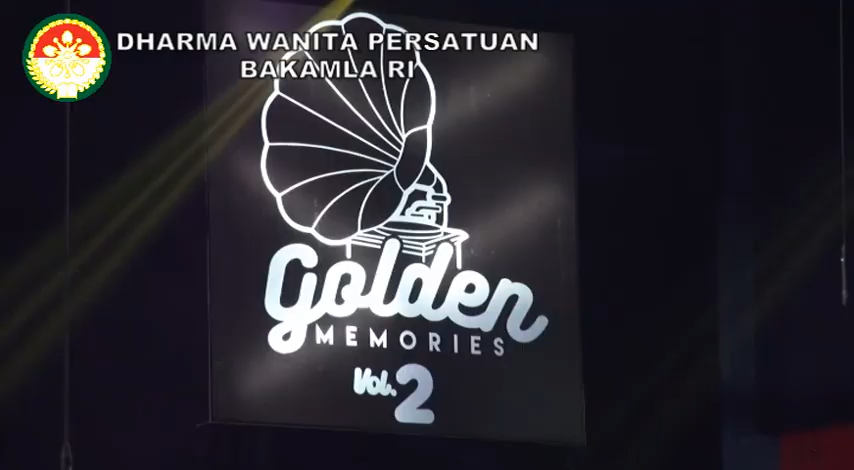 DHARMA WANITA PERSATUAN
BAKAMLA RI
Golden
MEMORIES
Vol. 2